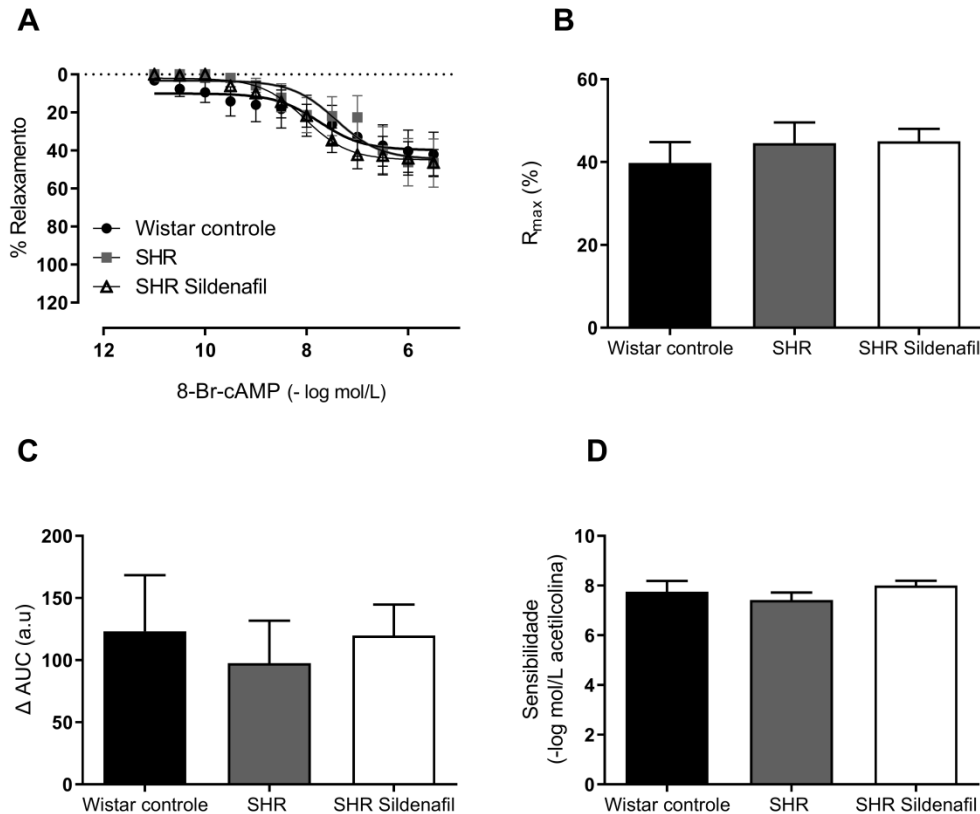 A
% Relaxamento
0
20
40
60
80
100
120
Wistar controle
SHR
SHR Sildenafil
12 10 8 6
8-Br-cAMP (- log mol/L)
B
Rmax (%)
60
40
20
0
Wistar controle SHR SHR Sildenafil
C
Δ AUC (a.u)
200
150
100
50
0
Wistar controle SHR SHR Sildenafil
D
Sensibilidade
(-log mol/L acetilcolina)
10
8
6
4
2
0
Wistar controle SHR SHR Sildenafil